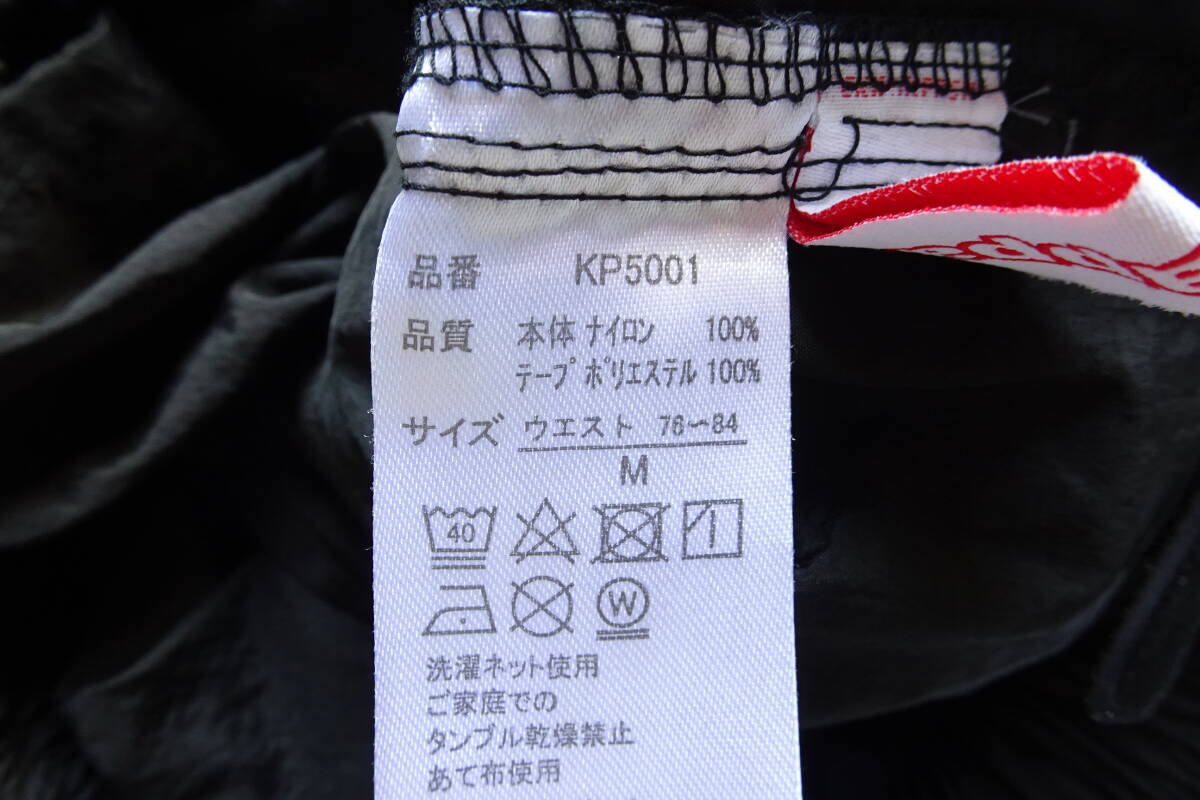 品番 KP5001
品質 本体 ナイロン 100%
テープ ポリエステル 100%
サイズ ウエスト 76〜84
M
40
W
洗濯ネット使用
ご家庭での
タンブル乾燥禁止
あて布使用